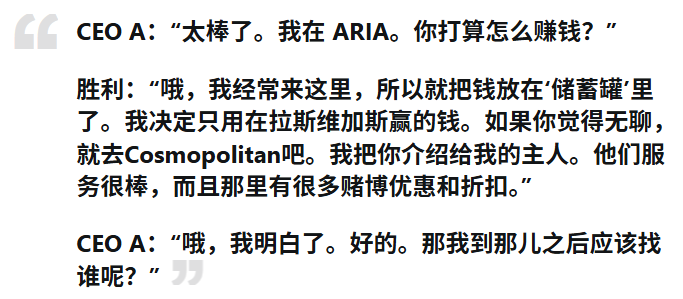 CEO A：“太棒了。我在 ARIA。你打算怎么赚钱？”
胜利：“哦，我经常来这里，所以就把钱放在‘储蓄罐’里
了。我决定只用在拉斯维加斯赢的钱。如果你觉得无聊，
就去Cosmopolitan吧。我把你介绍给我的主人。他们服
务很棒，而且那里有很多赌博优惠和折扣。”
CEO A：“哦，我明白了。好的。那我到那儿之后应该找
谁呢？”